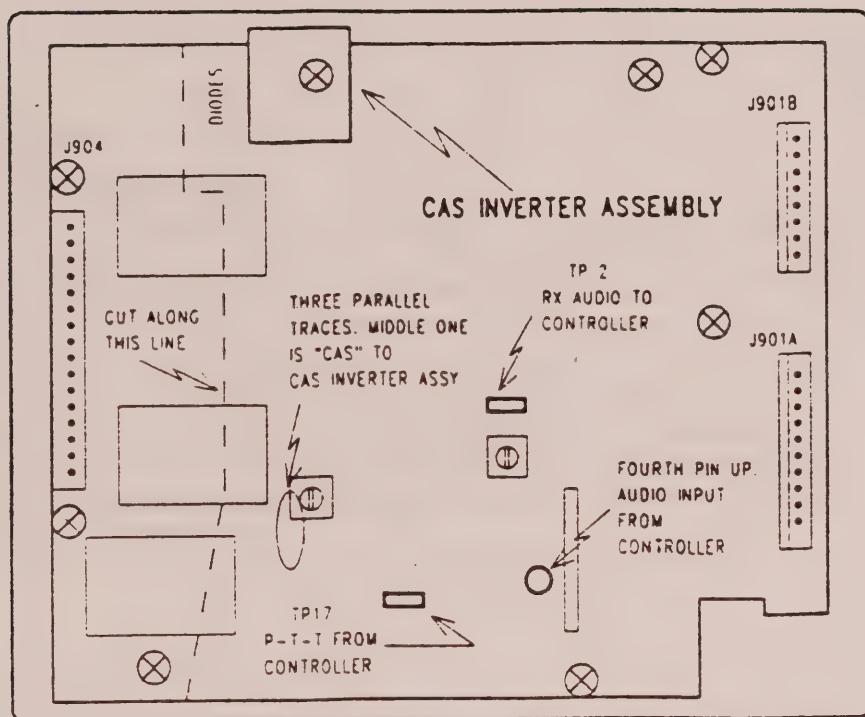 DIODES
J901B
J904
CAS INVERTER ASSEMBLY
TP 2
RX AUDIO TO
CONTROLLER
THREE PARALLEL
TRACES. MIDDLE ONE
IS "CAS" TO
CAS INVERTER ASSY
CUT ALONG
THIS LINE
J901A
FOURTH PIN UP.
AUDIO INPUT
FROM
CONTROLLER
TP17
P-T-T FROM
CONTROLLER